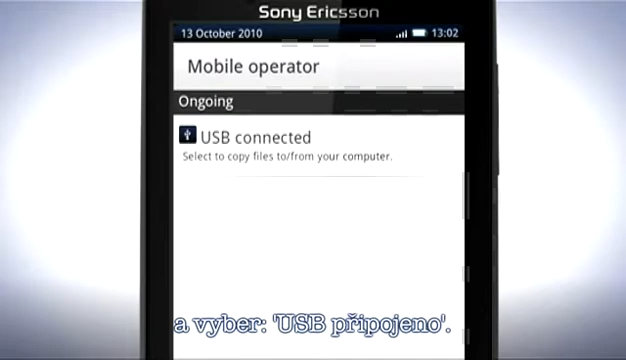 Sony Ericsson
13 October 2010 13:02
Mobile operator
Ongoing
USB connected
Select to copy files to/from your computer.
a vyber: 'USB připojeno'.